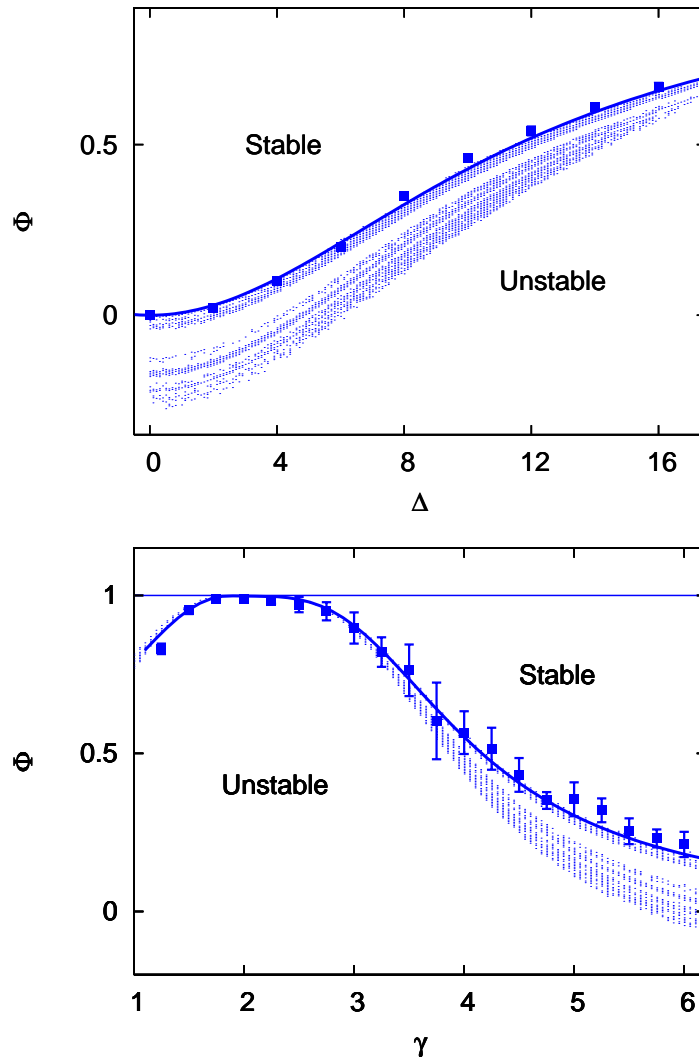 0.5
Stable
Φ
Unstable
0
0 4 8 12 16
Δ
1
Stable
0.5
Φ
Unstable
0
1 2 3 4 5 6
γ